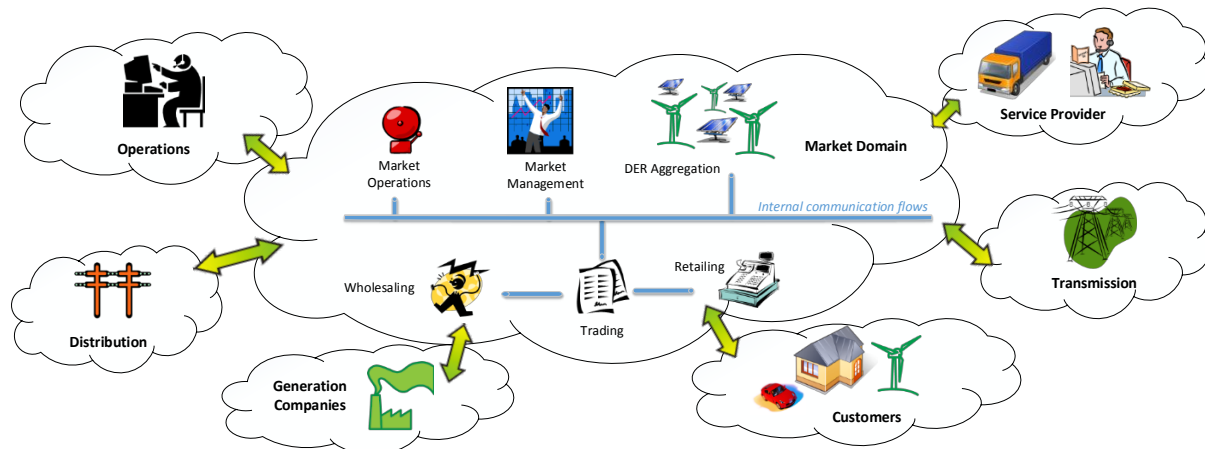 Operations
Market
Operations
Market
Management
DER Aggregation
Market Domain
Service Provider
Internal communication flows
Distribution
Wholesaling
Trading
Retailing
Transmission
Generation
Companies
Customers